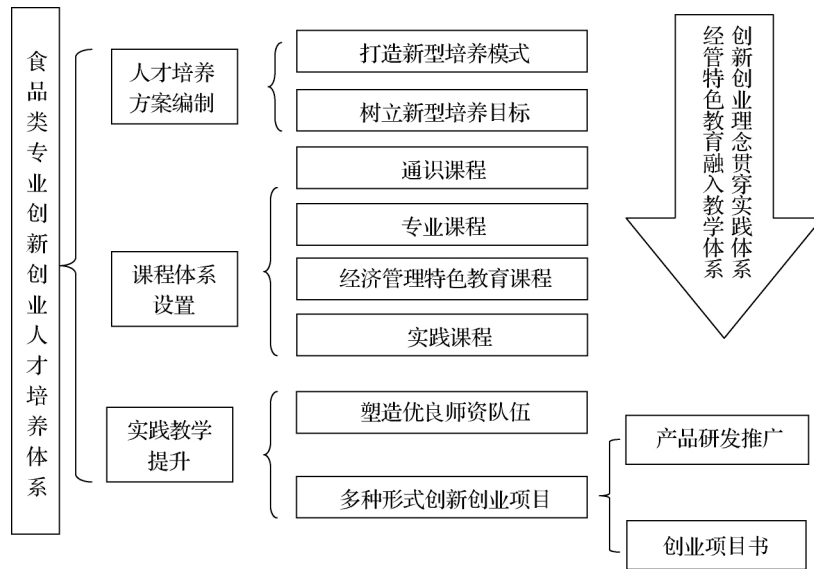 食品类专业创新创业人才培养体系
人才培养
方案编制
打造新型培养模式
树立新型培养目标
课程体系
设置
通识课程
专业课程
经济管理特色教育课程
实践课程
实践教学
提升
塑造优良师资队伍
多种形式创新创业项目
产品研发推广
创业项目书
创新创业理念贯穿实践体系
经管特色教育融入教学体系